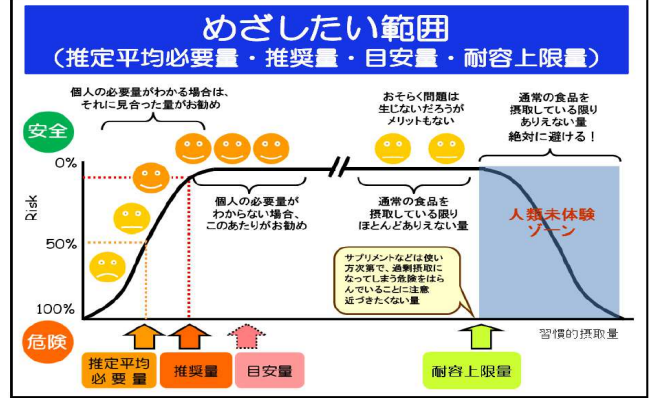 めざしたい範囲
（推定平均必要量・推奨量・目安量・耐容上限量）
個人の必要量がわかる場合は、
それに見合った量がお勧め
おそらく問題は
生じないだろうが
メリットもない
通常の食品を
摂取している限り
ありえない量
絶対に避ける！
安全
0%
Risk
50%
100%
危険
個人の必要量が
わからない場合、
このあたりがお勧め
通常の食品を
摂取している限り
ほとんどありえない量
人類未体験
ゾーン
サプリメントなどは使い
方次第で、過剰摂取に
なってしまう危険をはら
んでいることに注意
近づきたくない量
習慣的摂取量
推定平均
必要量
推奨量
目安量
耐容上限量